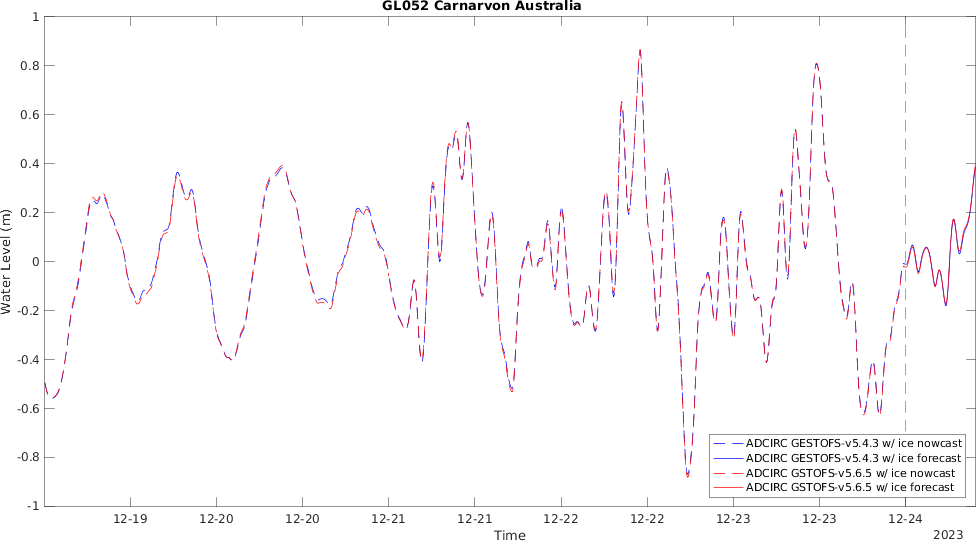 GL052 Carnarvon Australia
1
0.8
0.6
0.4
0.2
0
-0.2
-0.4
-0.6
-0.8
-1
Water Level (m)
ADCIRC GESTOFS-v5.4.3 w/ ice nowcast
ADCIRC GESTOFS-v5.4.3 w/ ice forecast
ADCIRC GSTOFS-v5.6.5 w/ ice nowcast
ADCIRC GSTOFS-v5.6.5 w/ ice forecast
12-19 12-20 12-20 12-21 12-21 12-22 12-22 12-23 12-23 12-24
Time
2023